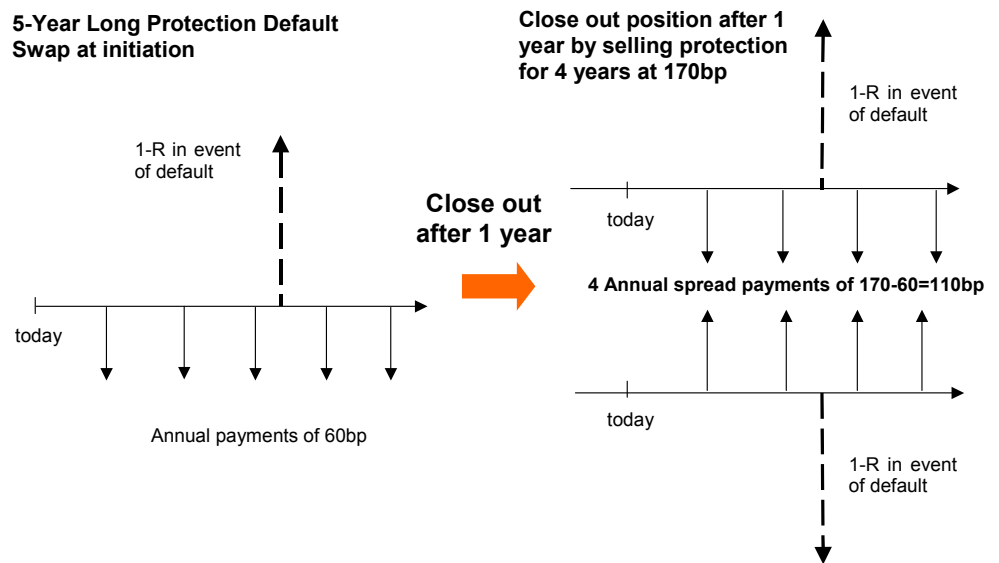 5-Year Long Protection Default
Swap at initiation
1-R in event
of default
today
Annual payments of 60bp
Close out
after 1 year
Close out position after 1
year by selling protection
for 4 years at 170bp
1-R in event
of default
today
4 Annual spread payments of 170-60=110bp
today
1-R in event
of default